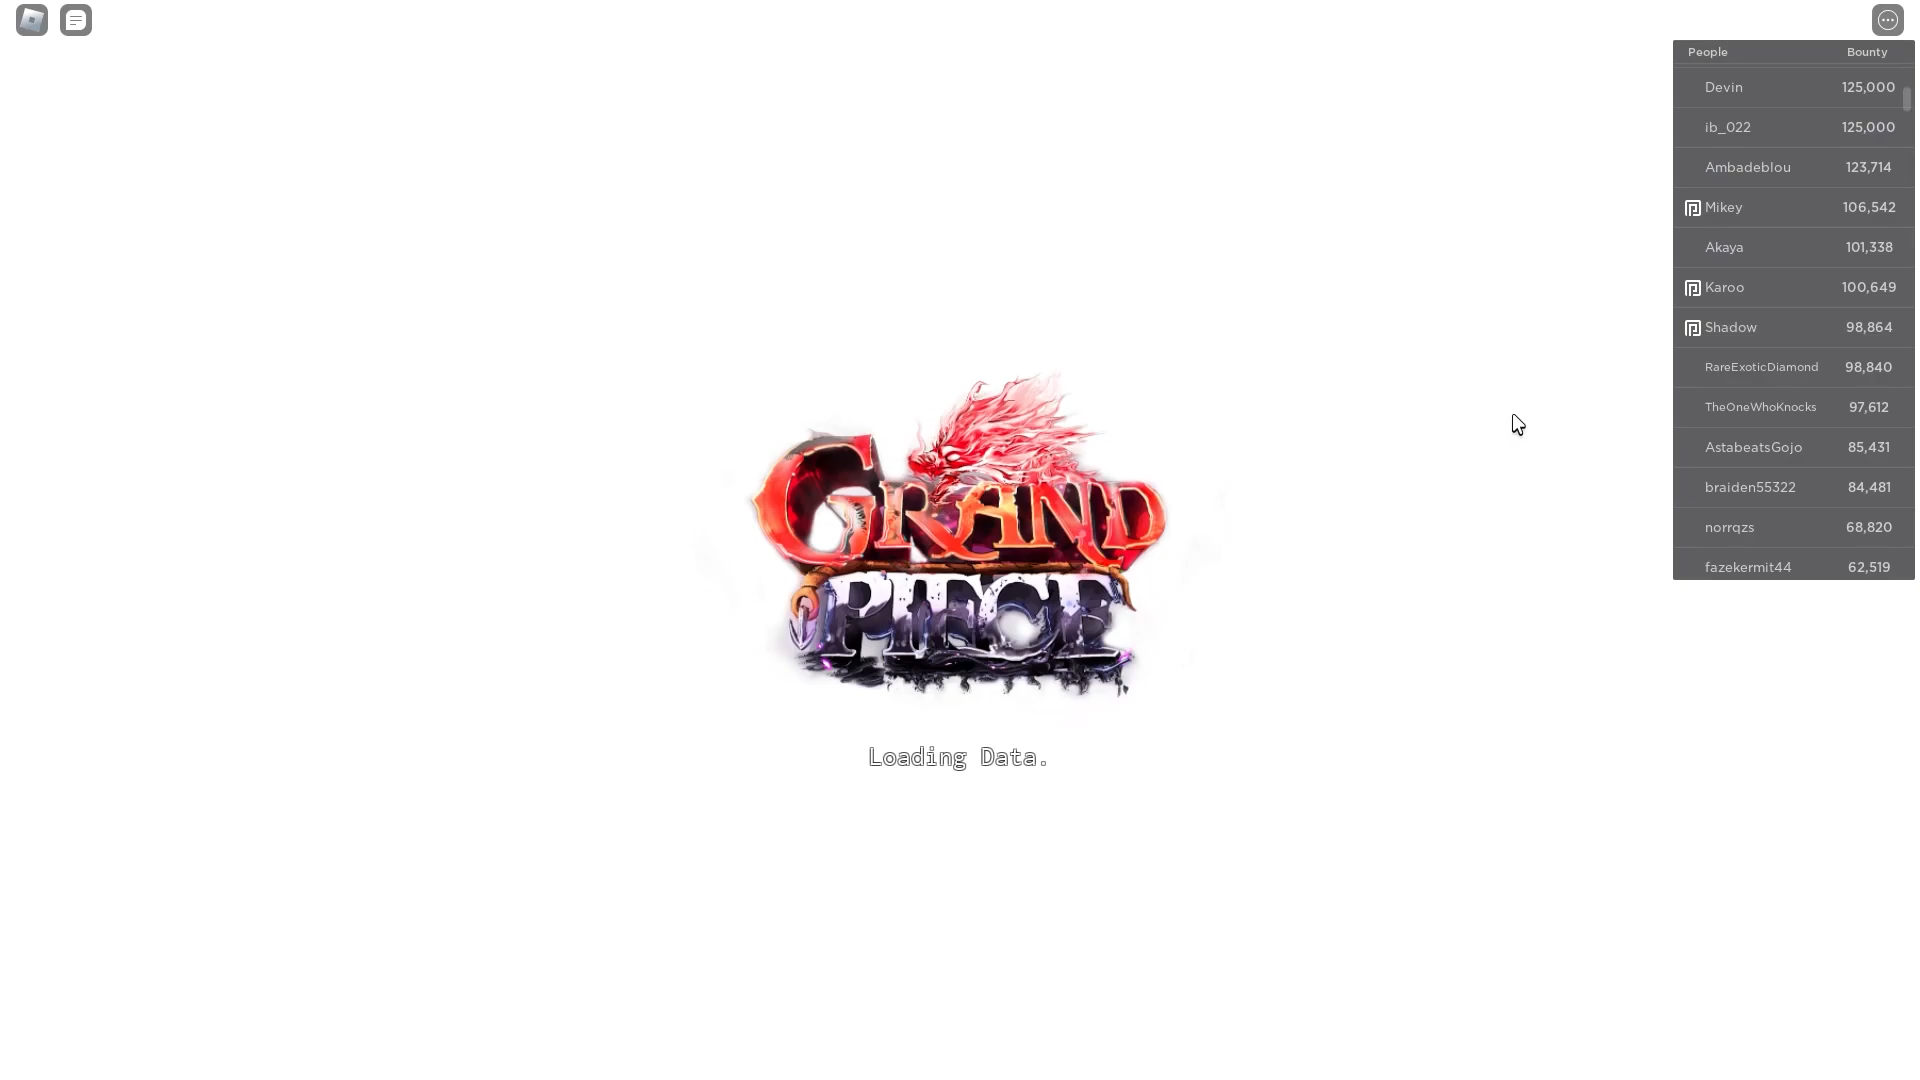 People Bounty
Devin 125,000
ib_022 125,000
Ambadeblou 123,714
Mikey 106,542
Akaya 101,338
Karoo 100,649
Shadow 98,864
RareExoticDiamond 98,840
TheOneWhoKnocks 97,612
AstabeatsGojo 85,431
braiden55322 84,481
norrqzs 68,820
fazekermit44 62,519
GRAND
PIECE
Loading Data.